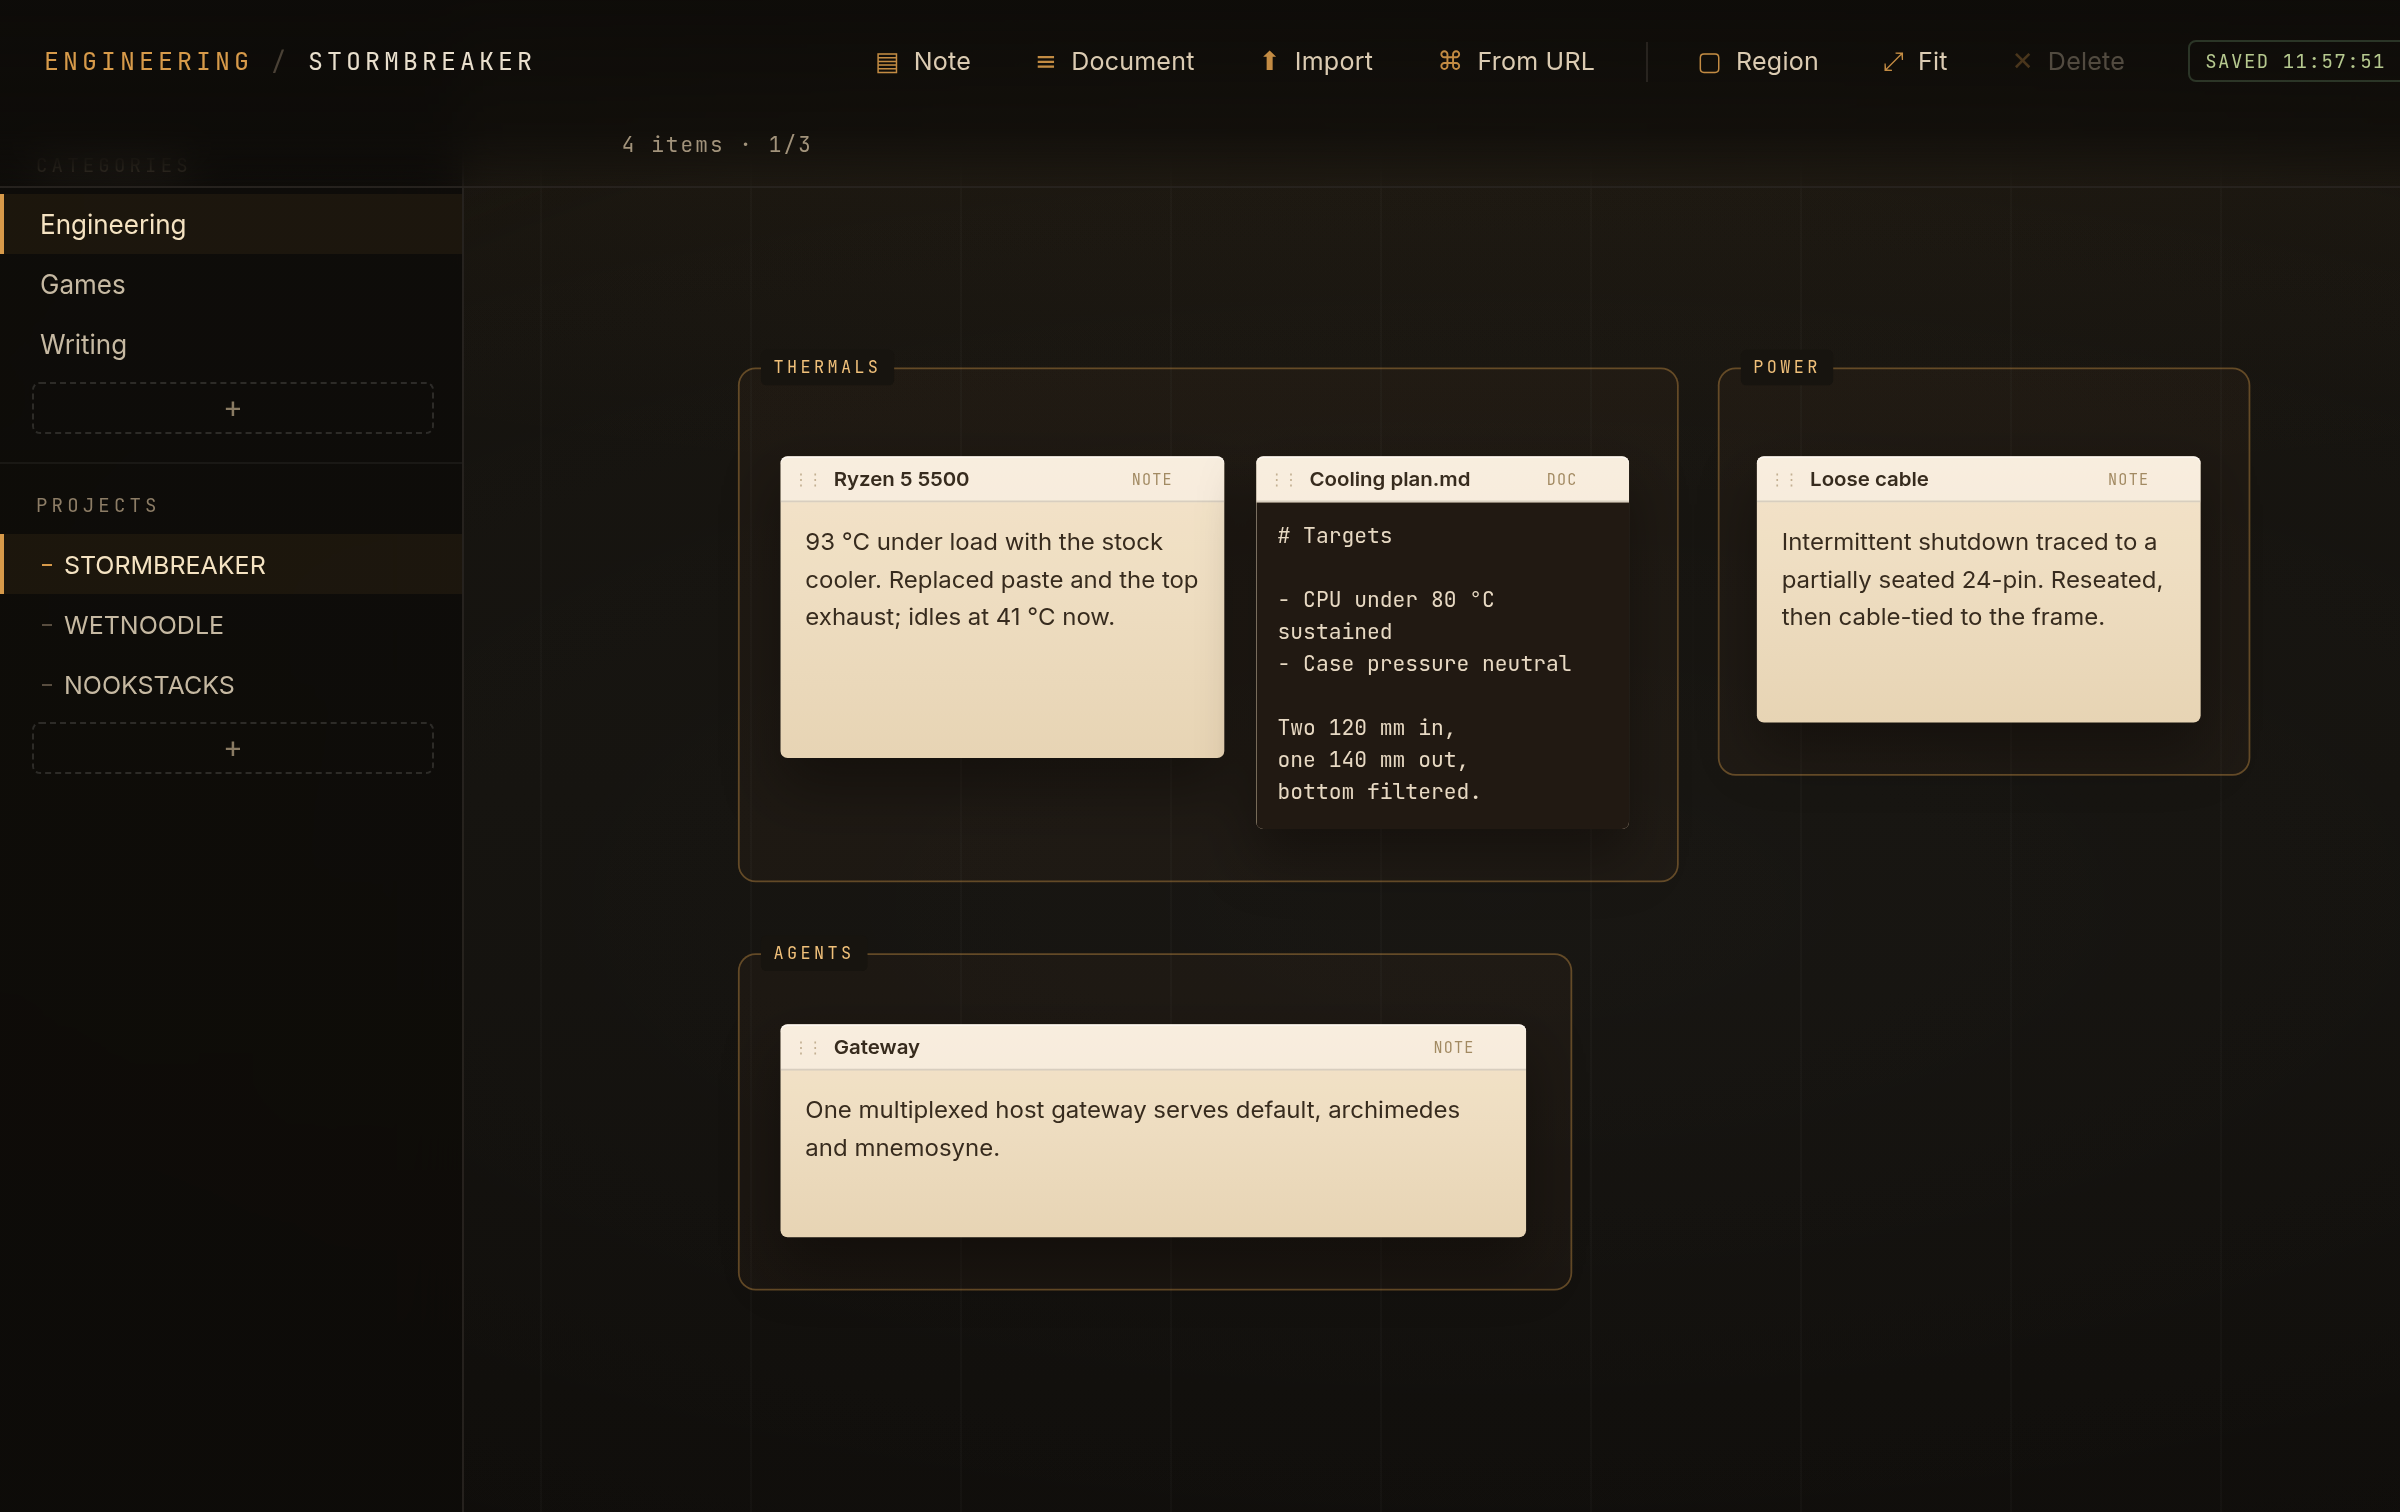 ENGINEERING / STORMBREAKER
Note
Document
Import
From URL
Region
Fit
Delete
SAVED 11:57:51
4 items · 1/3
CATEGORIES
Engineering
Games
Writing
+
PROJECTS
– STORMBREAKER
– WETNOODLE
– NOOKSTACKS
+
THERMALS
Ryzen 5 5500 NOTE
93 °C under load with the stock
cooler. Replaced paste and the top
exhaust; idles at 41 °C now.
Cooling plan.md DOC
# Targets
- CPU under 80 °C
sustained
- Case pressure neutral
Two 120 mm in,
one 140 mm out,
bottom filtered.
POWER
Loose cable NOTE
Intermittent shutdown traced to a
partially seated 24-pin. Reseated,
then cable-tied to the frame.
AGENTS
Gateway NOTE
One multiplexed host gateway serves default, archimedes
and mnemosyne.